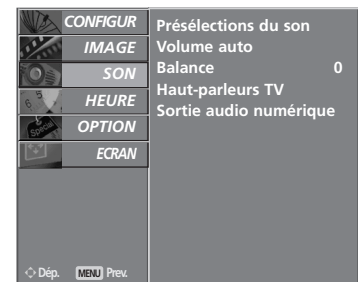 CONFIGUR
IMAGE
SON
HEURE
OPTION
ECRAN
Présélections du son
Volume auto
Balance 0
Haut-parleurs TV
Sortie audio numérique
Dép. MENU Prev.